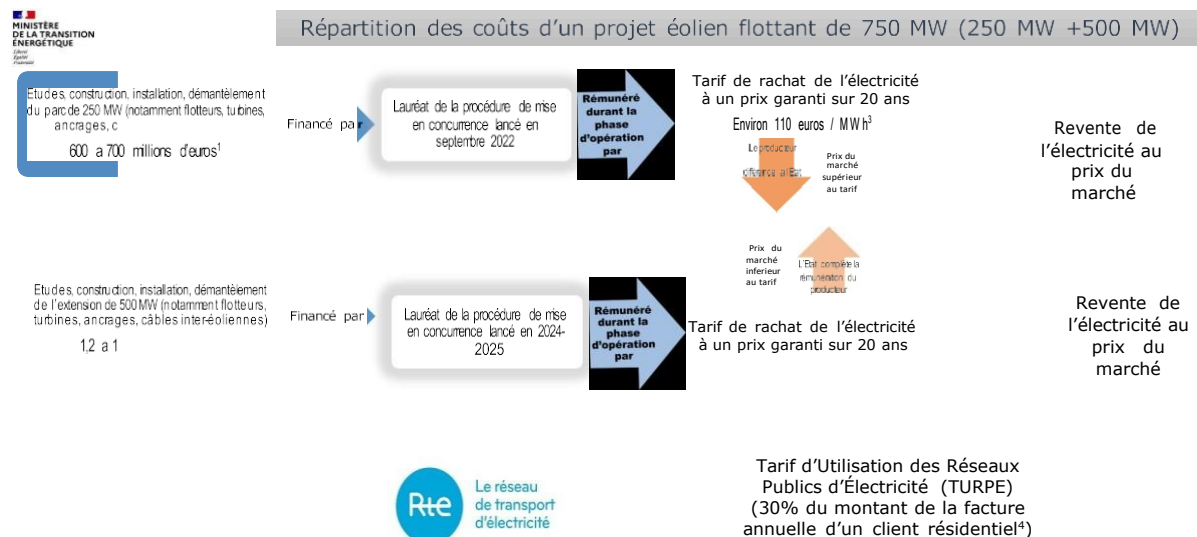 MINISTÈRE
DE LA TRANSITION
ÉNERGÉTIQUE
Liberté
Égalité
Fraternité
Répartition des coûts d'un projet éolien flottant de 750 MW (250 MW +500 MW)
Etudes, construction, installation, démantèlement
du parc de 250 MW (notamment flotteurs, turbines,
ancrages, c
600 a 700 millions d'euros¹
Financé par
Lauréat de la procédure de mise
en concurrence lancé en
septembre 2022
Rémunéré
durant la
phase
d'opération
par
Tarif de rachat de l'électricité
à un prix garanti sur 20 ans
Environ 110 euros / MWh³
Le producteur
différence à l'Etat
Prix du
marché
supérieur
au tarif
Revente de
l'électricité au
prix du
marché
Prix du
marché
inferieur
au tarif
L'Etat complète la
rémunération du
producteur
Etudes, construction, installation, démantèlement
de l'extension de 500 MW (notamment flotteurs,
turbines, ancrages, câbles inter-éoliennes)
1,2 a 1
Financé par
Lauréat de la procédure de mise
en concurrence lancé en 2024-
2025
Rémunéré
durant la
phase
d'opération
par
Tarif de rachat de l'électricité
à un prix garanti sur 20 ans
Revente de
l'électricité au
prix du
marché
Rte
Le réseau
de transport
d'électricité
Tarif d'Utilisation des Réseaux
Publics d'Électricité (TURPE)
(30% du montant de la facture
annuelle d'un client résidentiel⁴)